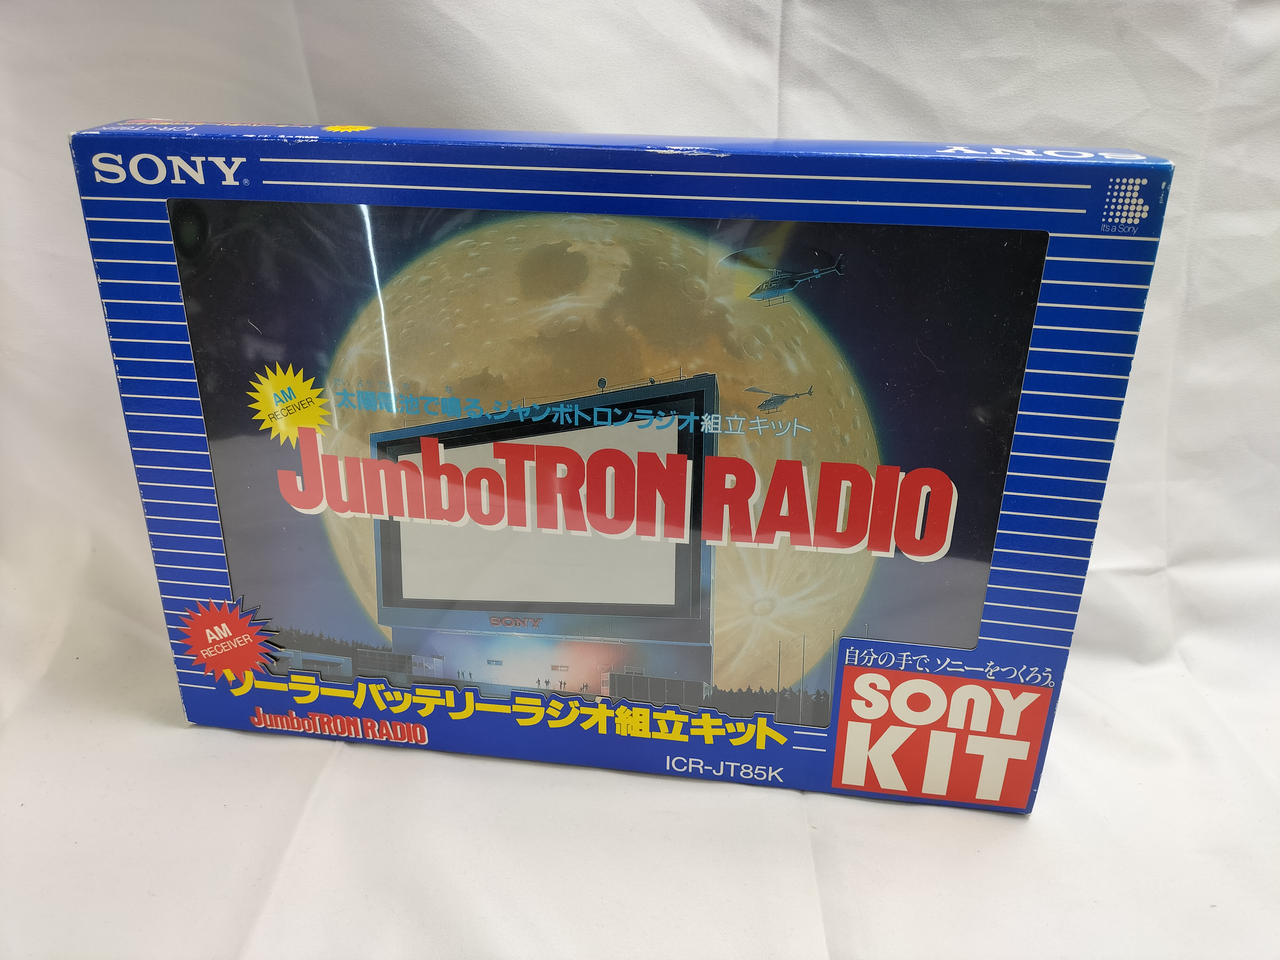 ICR-JT85K
SONY
SONY®
It's a Sony
AM
RECEIVER
太陽電池で鳴る、ジャンボトロンラジオ組立キット
JumboTRON RADIO
SONY
AM
RECEIVER
ソーラーバッテリーラジオ組立キット
JumboTRON RADIO
ICR-JT85K
自分の手で、ソニーをつくろう。
SONY
KIT